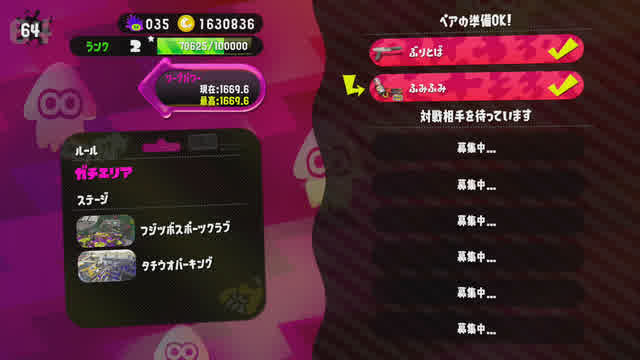 64
035
1630836
ランク
2
79625/100000
リーグパワー
現在:1669.6
最高:1669.6
ルール
ガチエリア
ステージ
フジツボスポーツクラブ
タチウオパーキング
ペアの準備OK!
ぷりとぱ
ふみふみ
対戦相手を待っています
募集中...
募集中...
募集中...
募集中...
募集中...
募集中...